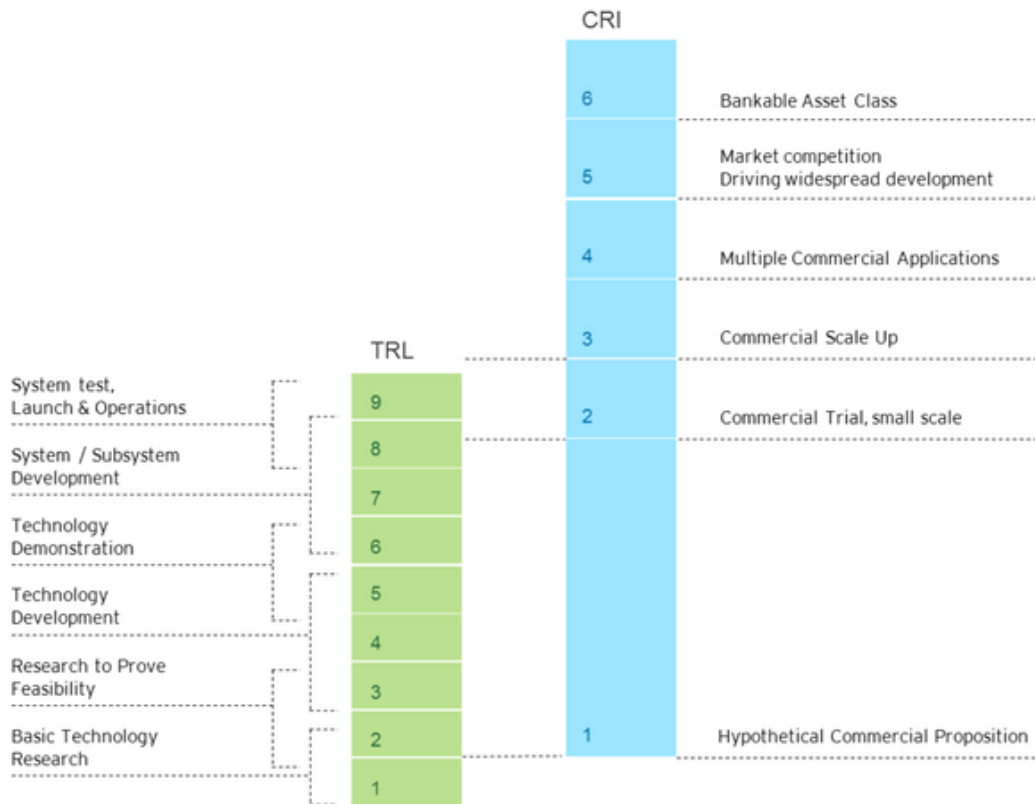 CRI
6
Bankable Asset Class
Market competition
5
Driving widespread development
4
Multiple Commercial Applications
3
Commercial Scale Up
TRL
System test,
Launch & Operations
9
2
Commercial Trial, small scale
System / Subsystem
Development
8
7
Technology
Demonstration
6
Technology
Development
5
4
Research to Prove
Feasibility
3
Basic Technology
Research
2
1
Hypothetical Commercial Proposition
1